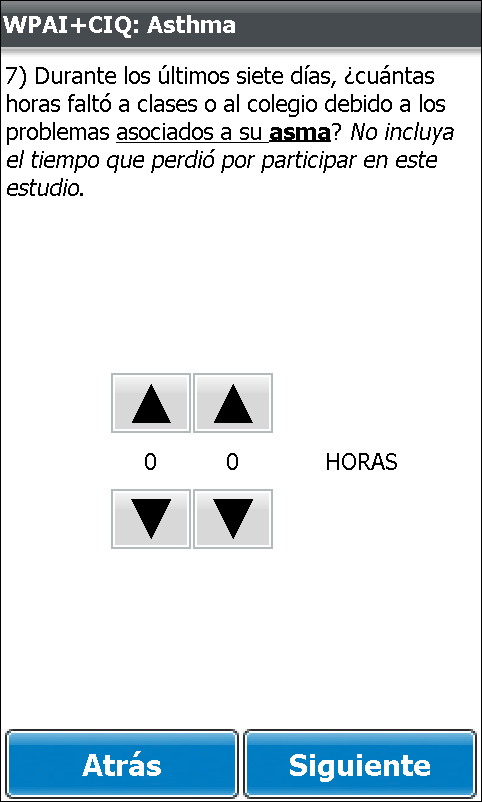 WPAI+CIQ: Asthma
7) Durante los últimos siete días, ¿cuántas
horas faltó a clases o al colegio debido a los
problemas asociados a su asma? No incluya
el tiempo que perdió por participar en este
estudio.
0 0 HORAS
Atrás Siguiente